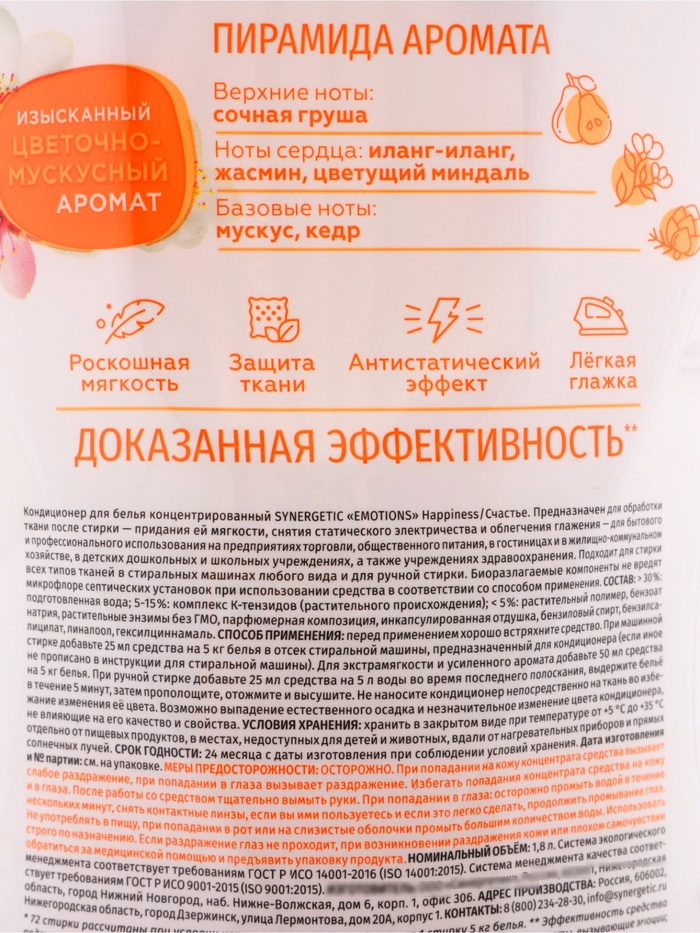 ПИРАМИДА АРОМАТА
ИЗЫСКАННЫЙ
ЦВЕТОЧНО-
МУСКУСНЫЙ
АРОМАТ
Верхние ноты:
сочная груша
Ноты сердца: иланг-иланг,
жасмин, цветущий миндаль
Базовые ноты:
мускус, кедр
Роскошная
мягкость
Защита
ткани
Антистатический
эффект
Лёгкая
глажка
ДОКАЗАННАЯ ЭФФЕКТИВНОСТЬ**
Кондиционер для белья концентрированный SYNERGETIC «EMOTIONS» Happiness/Счастье. Предназначен для обработки
ткани после стирки — придания ей мягкости, снятия статического электричества и облегчения глажения — для бытового
и профессионального использования на предприятиях торговли, общественного питания, в гостиницах и в жилищно-коммунальном
хозяйстве, в детских дошкольных и школьных учреждениях, а также учреждениях здравоохранения. Подходит для стирки
всех типов тканей в стиральных машинах любого вида и для ручной стирки. Биоразлагаемые компоненты не вредят
микрофлоре септических установок при использовании средства в соответствии со способом применения. СОСТАВ: > 30%:
подготовленная вода; 5-15%: комплекс К-тензидов (растительного происхождения); < 5%: растительный полимер, бензоат
натрия, растительные энзимы без ГМО, парфюмерная композиция, инкапсулированная отдушка, бензиловый спирт, бензилса-
лицилат, линалоол, гексилциннамаль. СПОСОБ ПРИМЕНЕНИЯ: перед применением хорошо встряхните средство. При машинной
стирке добавьте 25 мл средства на 5 кг белья в отсек стиральной машины, предназначенный для кондиционера (если иное
не прописано в инструкции для стиральной машины). Для экстрамягкости и усиленного аромата добавьте 50 мл средства
на 5 кг белья. При ручной стирке добавьте 25 мл средства на 5 л воды во время последнего полоскания, выдержите бельё
в течение 5 минут, затем прополощите, отожмите и высушите. Не наносите кондиционер непосредственно на ткань во избе-
жание изменения её цвета. Возможно выпадение естественного осадка и незначительное изменение цвета кондиционера,
не влияющие на его качество и свойства. УСЛОВИЯ ХРАНЕНИЯ: хранить в закрытом виде при температуре от +5 °C до +35 °C
отдельно от пищевых продуктов, в местах, недоступных для детей и животных, вдали от нагревательных приборов и прямых
солнечных лучей. СРОК ГОДНОСТИ: 24 месяца с даты изготовления при соблюдении условий хранения. Дата изготовления
и № партии: см. на упаковке. МЕРЫ ПРЕДОСТОРОЖНОСТИ: ОСТОРОЖНО. При попадании на кожу концентрата средства вызывает
слабое раздражение, при попадании в глаза вызывает раздражение. Избегать попадания концентрата средства на кожу
и в глаза. После работы со средством тщательно вымыть руки. При попадании в глаза: осторожно промыть водой в течение
нескольких минут, снять контактные линзы, если вы ими пользуетесь и если это легко сделать, продолжить промывание глаз.
Не употреблять в пищу, при попадании в рот или на слизистые оболочки промыть большим количеством воды. Использовать
строго по назначению. Если раздражение глаз не проходит, при возникновении раздражения кожи или плохом самочувствии
обратиться за медицинской помощью и предъявить упаковку продукта. НОМИНАЛЬНЫЙ ОБЪЁМ: 1,8 л. Система экологического
менеджмента соответствует требованиям ГОСТ Р ИСО 14001-2016 (ISO 14001:2015). Система менеджмента качества соответ-
ствует требованиям ГОСТ Р ИСО 9001-2015 (ISO 9001:2015).
область, город Нижний Новгород, наб. Нижне-Волжская, дом 6, корп. 1, офис 306. АДРЕС ПРОИЗВОДСТВА: Россия, 606002,
Нижегородская область, город Дзержинск, улица Лермонтова, дом 20А, корпус 1. КОНТАКТЫ: 8 (800) 234-28-30, info@synergetic.ru
* 72 стирки рассчитаны при 1 стирку 5 кг белья. ** Эффективность средства